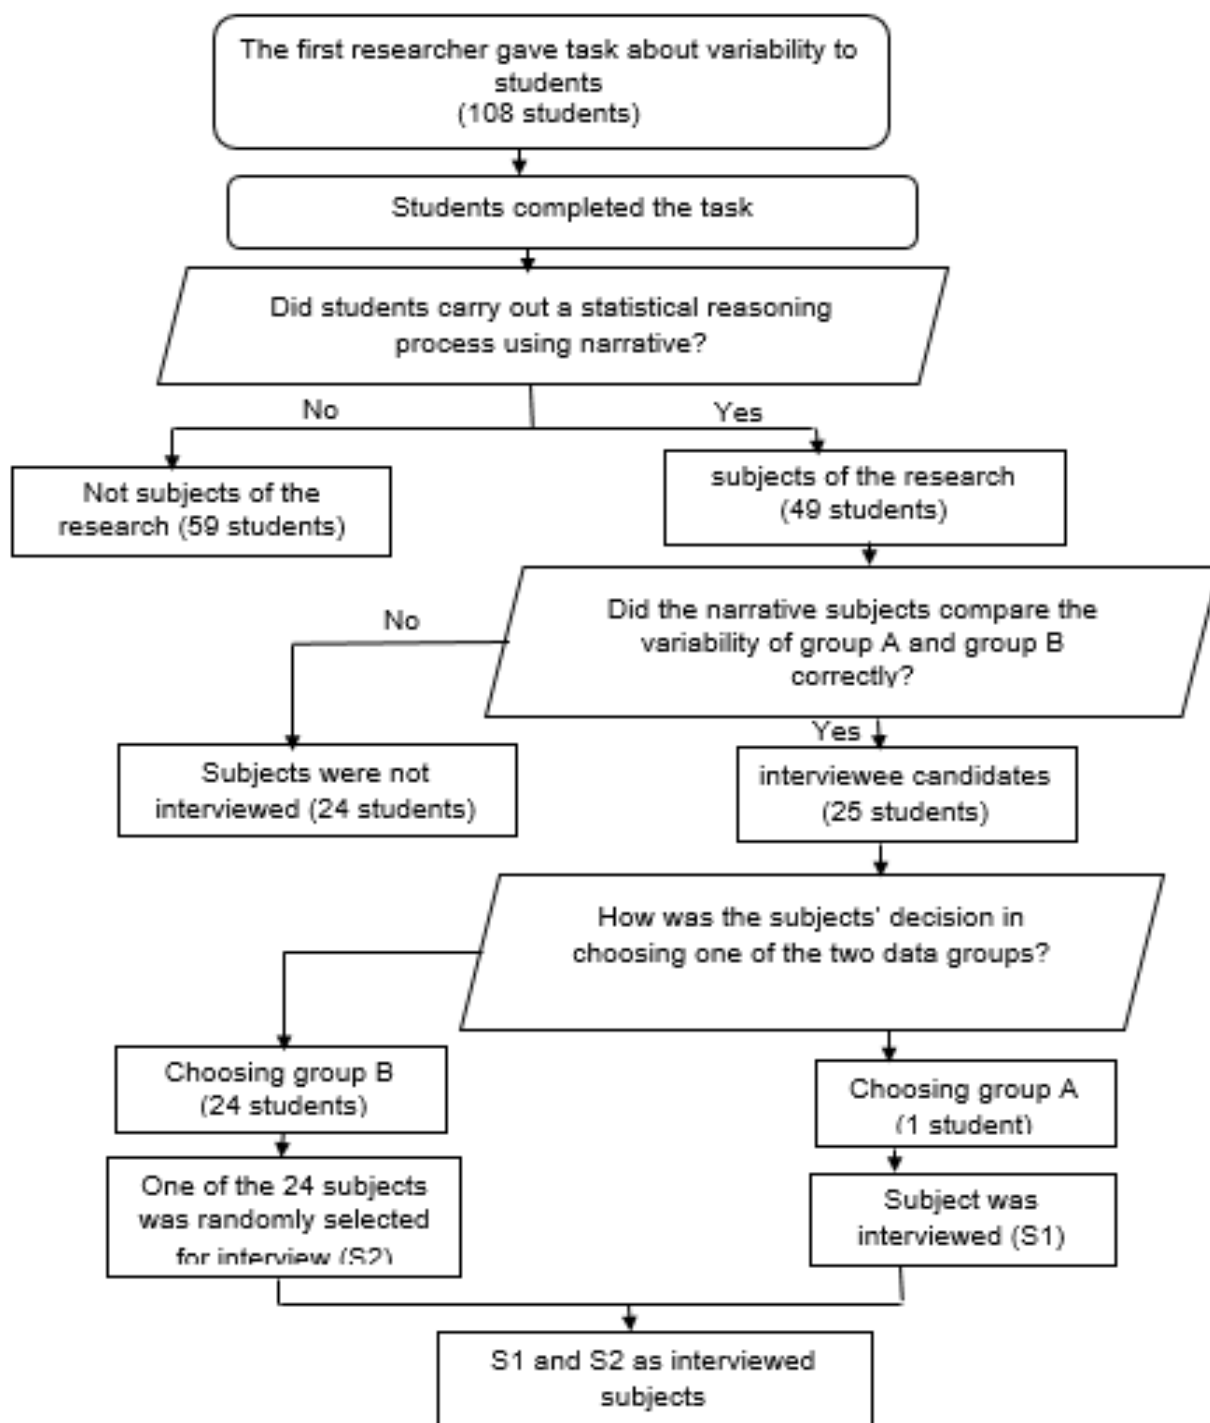 The first researcher gave task about variability to
students
(108 students)
Students completed the task
Did students carry out a statistical reasoning
process using narrative?
No
Yes
Not subjects of the
research (59 students)
subjects of the research
(49 students)
Did the narrative subjects compare the
variability of group A and group B
correctly?
No
Yes
Subjects were not
interviewed (24 students)
interviewee candidates
(25 students)
How was the subjects' decision in
choosing one of the two data groups?
Choosing group B
(24 students)
Choosing group A
(1 student)
One of the 24 subjects
was randomly selected
for interview (S2)
Subject was
interviewed (S1)
S1 and S2 as interviewed
subjects